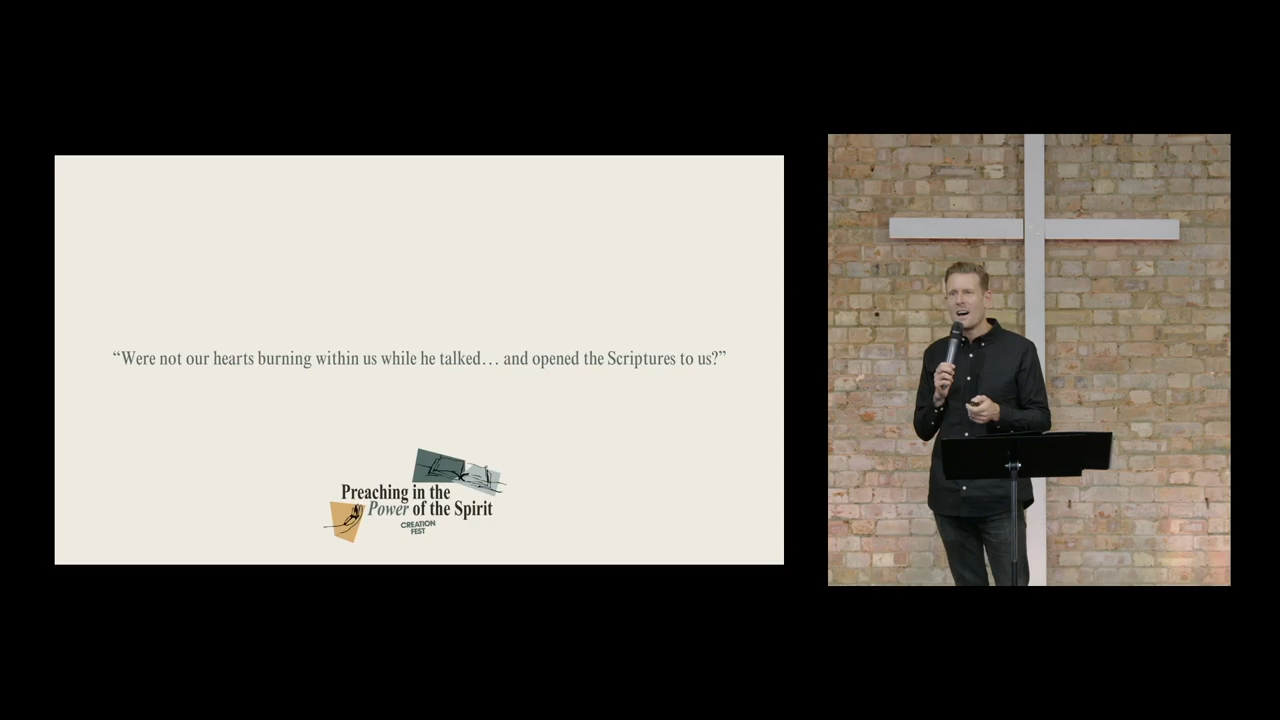 “Were not our hearts burning within us while he talked… and opened the Scriptures to us?”
Preaching in the
Power of the Spirit
CREATION
FEST